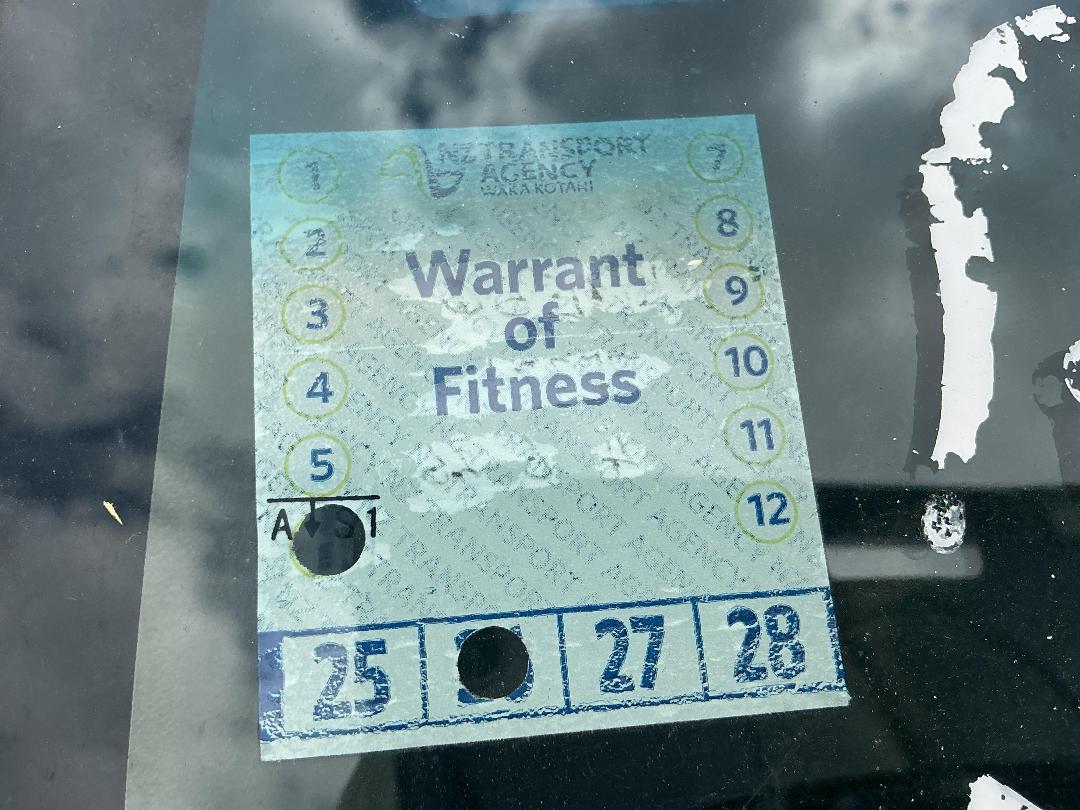 NZ TRANSPORT
AGENCY
WAKA KOTAHI
Warrant
of
Fitness
1
2
3
4
5
7
8
9
10
11
12
A S1
25
27
28